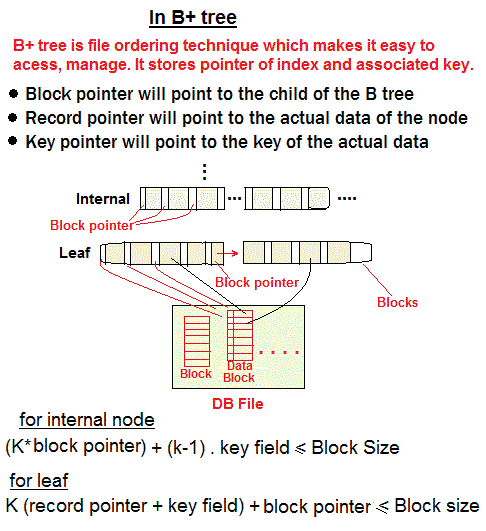 In B+ tree
B+ tree is file ordering technique which makes it easy to
acess, manage. It stores pointer of index and associated key.
● Block pointer will point to the child of the B tree
● Record pointer will point to the actual data of the node
● Key pointer will point to the key of the actual data
Internal
Block pointer
Leaf
Block pointer
Blocks
Block
Data
Block
DB File
for internal node
(K* block pointer) + (k-1) . key field ⩽ Block Size
for leaf
K (record pointer + key field) + block pointer ⩽ Block size